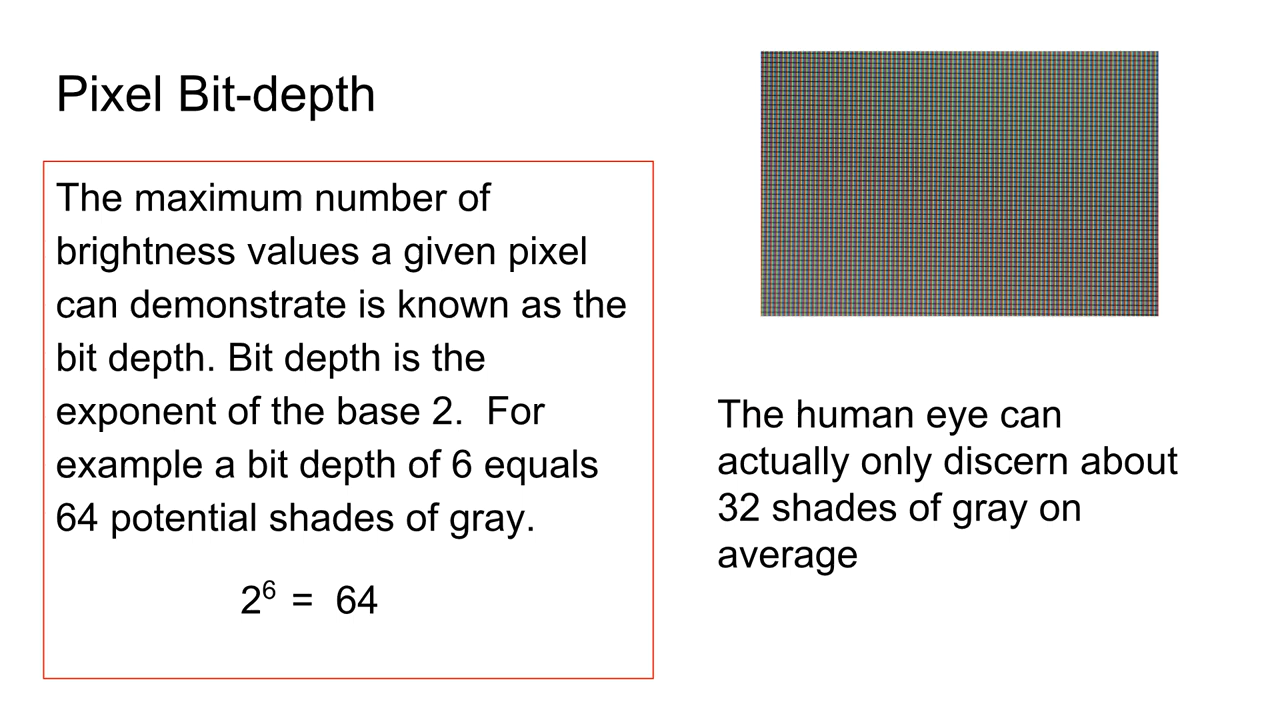 Pixel Bit-depth
The maximum number of
brightness values a given pixel
can demonstrate is known as the
bit depth. Bit depth is the
exponent of the base 2.  For
example a bit depth of 6 equals
64 potential shades of gray.
2⁶ = 64
The human eye can
actually only discern about
32 shades of gray on
average